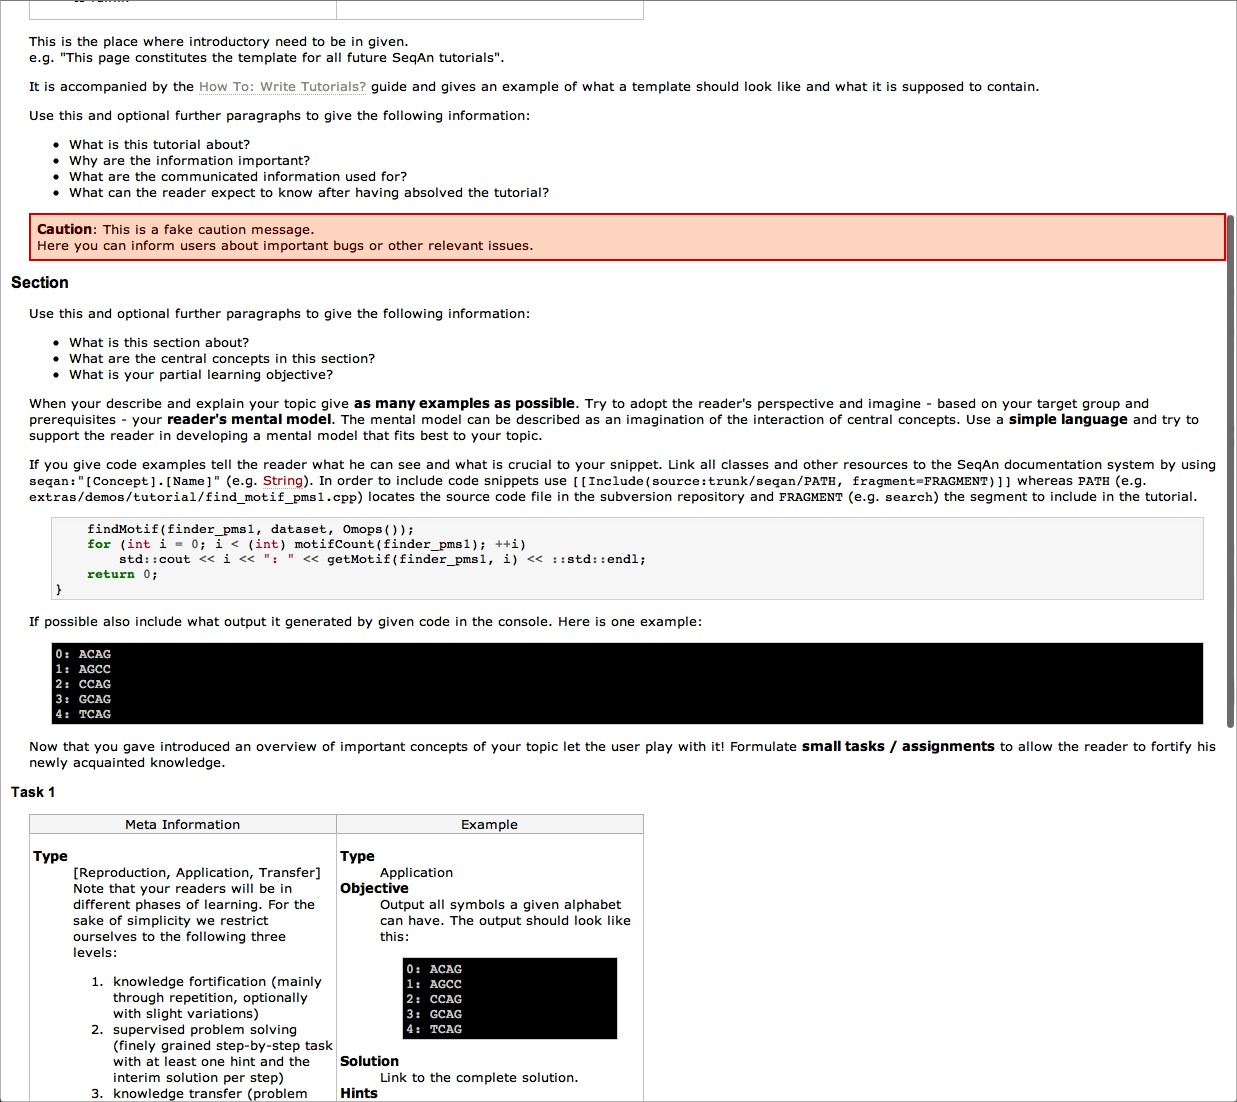 This is the place where introductory need to be in given.
e.g. "This page constitutes the template for all future SeqAn tutorials".
It is accompanied by the How To: Write Tutorials? guide and gives an example of what a template should look like and what it is supposed to contain.
Use this and optional further paragraphs to give the following information:
• What is this tutorial about?
• Why are the information important?
• What are the communicated information used for?
• What can the reader expect to know after having absolved the tutorial?
Caution: This is a fake caution message.
Here you can inform users about important bugs or other relevant issues.
Section
Use this and optional further paragraphs to give the following information:
• What is this section about?
• What are the central concepts in this section?
• What is your partial learning objective?
When your describe and explain your topic give as many examples as possible. Try to adopt the reader's perspective and imagine - based on your target group and
prerequisites - your reader's mental model. The mental model can be described as an imagination of the interaction of central concepts. Use a simple language and try to
support the reader in developing a mental model that fits best to your topic.
If you give code examples tell the reader what he can see and what is crucial to your snippet. Link all classes and other resources to the SeqAn documentation system by using
seqan:"[Concept].[Name]" (e.g. String). In order to include code snippets use [[Include(source:trunk/seqan/PATH, fragment=FRAGMENT)]] whereas PATH (e.g.
extras/demos/tutorial/find_motif_pms1.cpp) locates the source code file in the subversion repository and FRAGMENT (e.g. search) the segment to include in the tutorial.
findMotif(finder_pms1, dataset, Omops());
for (int i = 0; i < (int) motifCount(finder_pms1); ++i)
std::cout << i << ": " << getMotif(finder_pms1, i) << ::std::endl;
return 0;
}
If possible also include what output it generated by given code in the console. Here is one example:
0: ACAG
1: AGCC
2: CCAG
3: GCAG
4: TCAG
Now that you gave introduced an overview of important concepts of your topic let the user play with it! Formulate small tasks / assignments to allow the reader to fortify his
newly acquainted knowledge.
Task 1
Meta Information
Type
[Reproduction, Application, Transfer]
Note that your readers will be in
different phases of learning. For the
sake of simplicity we restrict
ourselves to the following three
levels:
1. knowledge fortification (mainly
through repetition, optionally
with slight variations)
2. supervised problem solving
(finely grained step-by-step task
with at least one hint and the
interim solution per step)
3. knowledge transfer (problem
Example
Type
Application
Objective
Output all symbols a given alphabet
can have. The output should look like
this:
0: ACAG
1: AGCC
2: CCAG
3: GCAG
4: TCAG
Solution
Link to the complete solution.
Hints